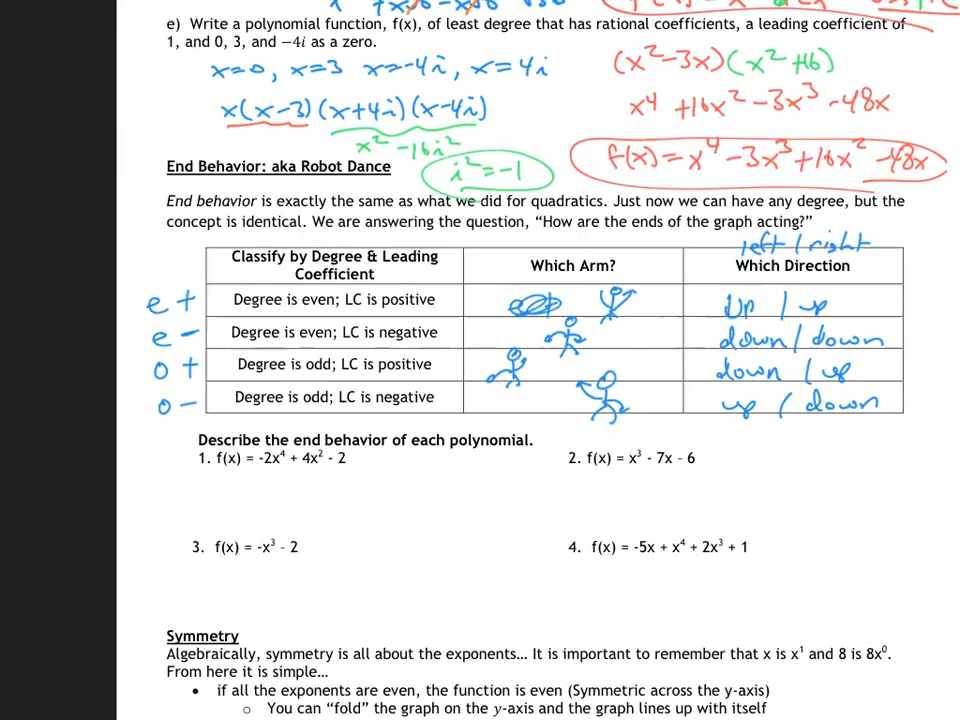 e) Write a polynomial function, f(x), of least degree that has rational coefficients, a leading coefficient of
1, and 0, 3, and −4i as a zero.
x=0, x=3 x=-4i, x=4i
x(x-3)(x+4i)(x-4i)
x² -16i²
i²=-1
(x²-3x)(x²+16)
x⁴ +16x² -3x³ -48x
f(x)=x⁴-3x³+16x²-48x
End Behavior: aka Robot Dance
End behavior is exactly the same as what we did for quadratics. Just now we can have any degree, but the
concept is identical. We are answering the question, “How are the ends of the graph acting?”
left / right
Classify by Degree & Leading Coefficient Which Arm? Which Direction
e + Degree is even; LC is positive Up / up
e - Degree is even; LC is negative down / down
o + Degree is odd; LC is positive down / up
o - Degree is odd; LC is negative up / down
Describe the end behavior of each polynomial.
1. f(x) = -2x⁴ + 4x² - 2 2. f(x) = x³ - 7x – 6
3. f(x) = -x³ – 2 4. f(x) = -5x + x⁴ + 2x³ + 1
Symmetry
Algebraically, symmetry is all about the exponents… It is important to remember that x is x¹ and 8 is 8x⁰.
From here it is simple…
• if all the exponents are even, the function is even (Symmetric across the y-axis)
o You can “fold” the graph on the y-axis and the graph lines up with itself